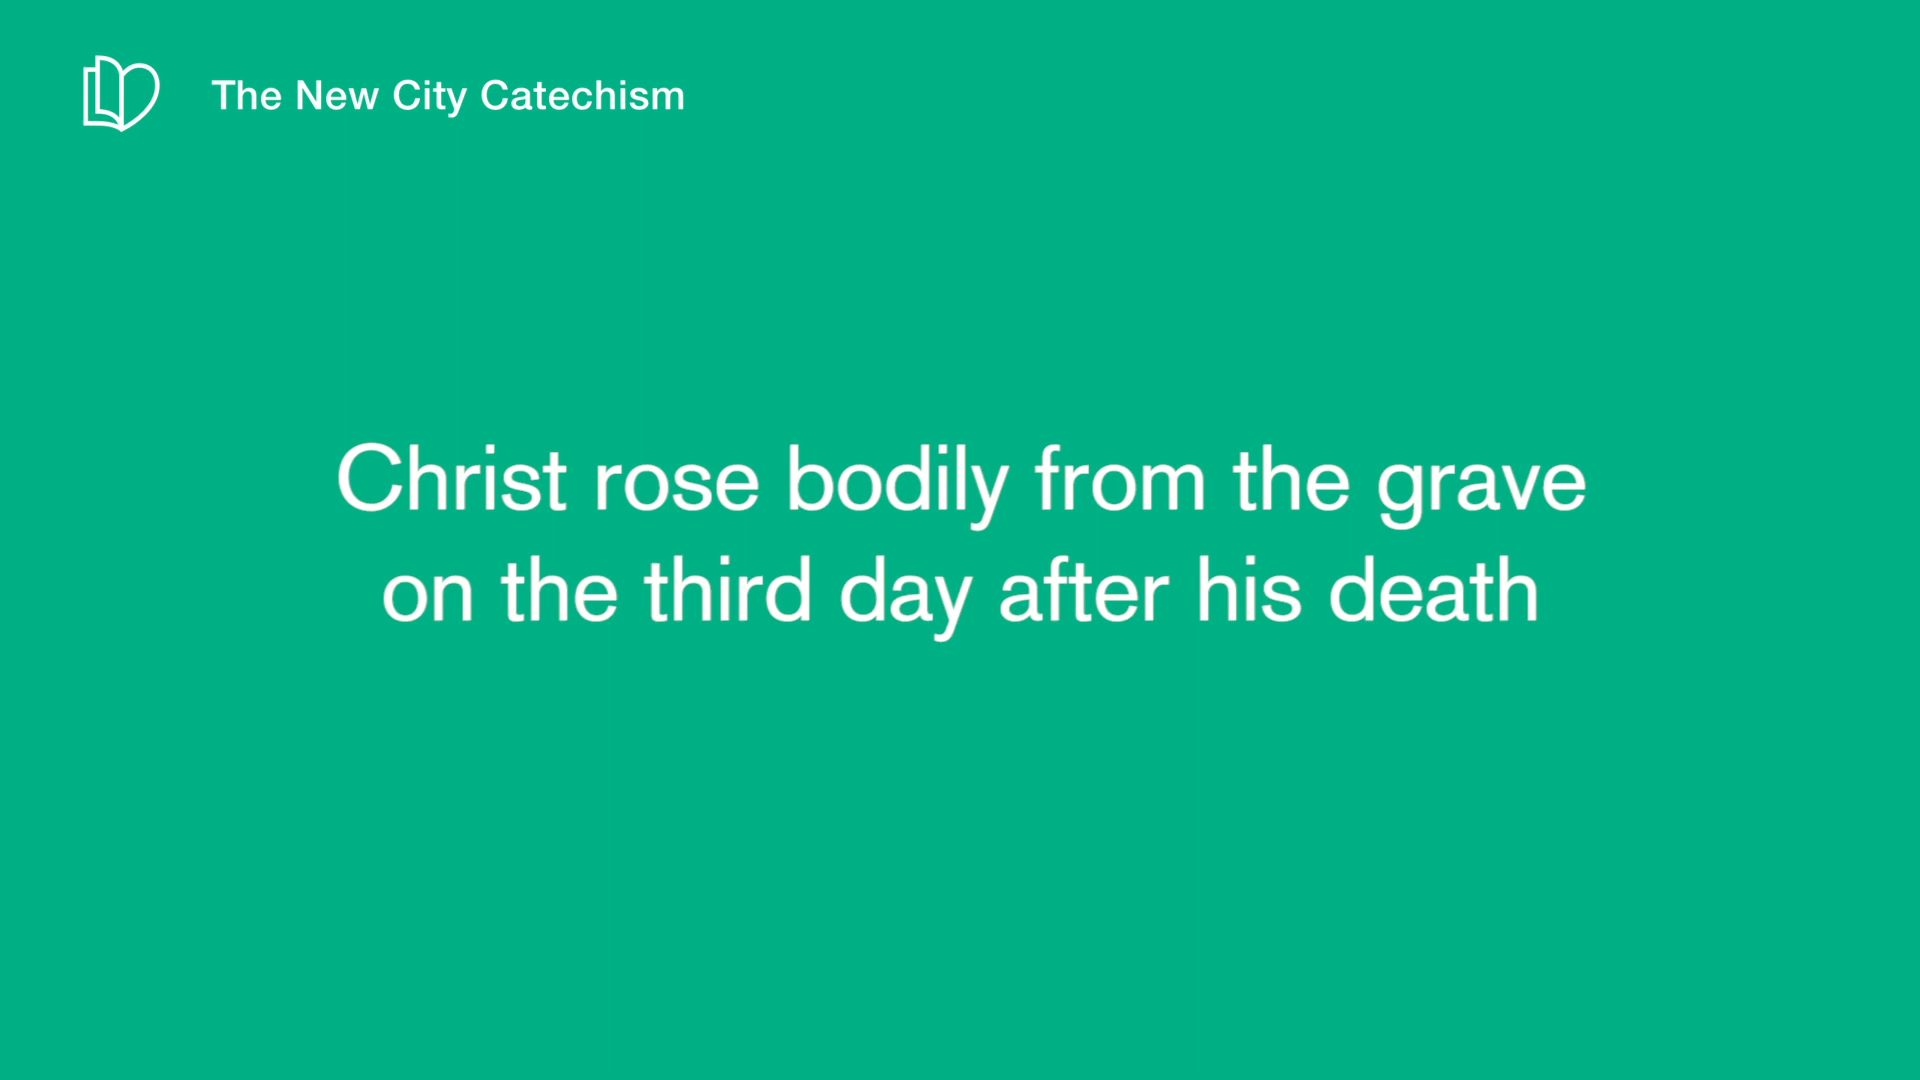 The New City Catechism
Christ rose bodily from the grave
on the third day after his death